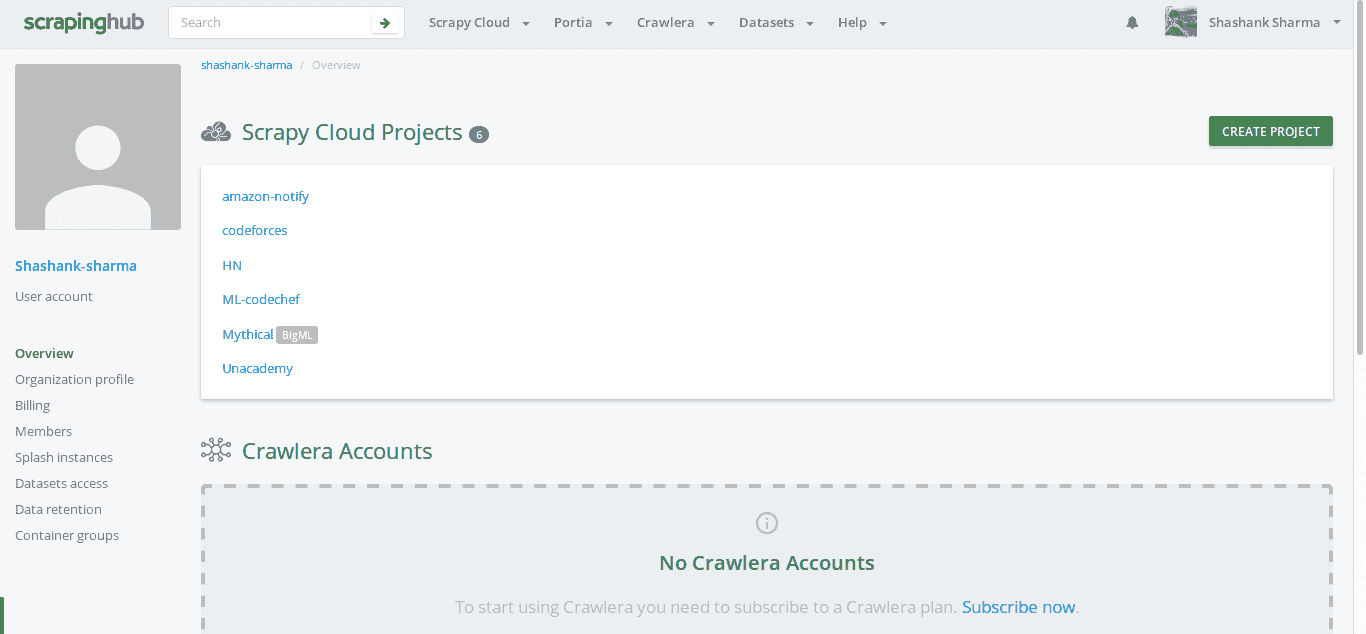 scrapinghub
Search
Scrapy Cloud
Portia
Crawlera
Datasets
Help
Shashank Sharma
shashank-sharma / Overview
Scrapy Cloud Projects 6
CREATE PROJECT
amazon-notify
codeforces
HN
ML-codechef
Mythical BigML
Unacademy
Shashank-sharma
User account
Overview
Organization profile
Billing
Members
Splash instances
Datasets access
Data retention
Container groups
Crawlera Accounts
No Crawlera Accounts
To start using Crawlera you need to subscribe to a Crawlera plan. Subscribe now.